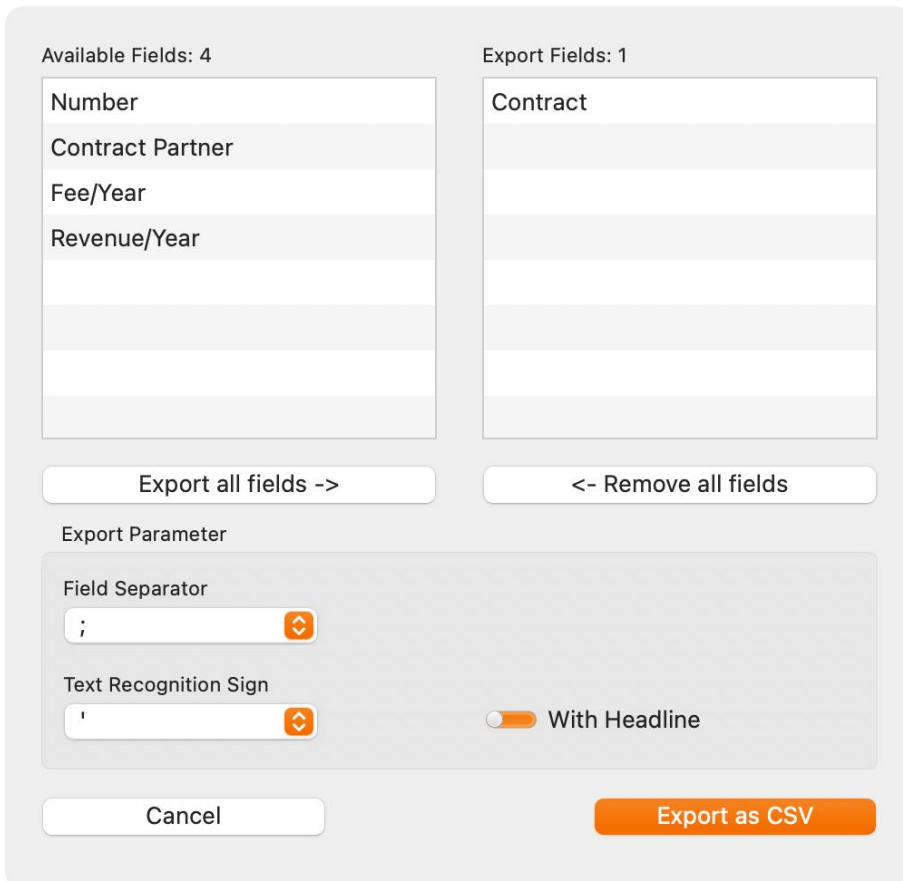 Available Fields: 4
Export Fields: 1
Number
Contract
Contract Partner
Fee/Year
Revenue/Year
Export all fields ->
<- Remove all fields
Export Parameter
Field Separator
;
Text Recognition Sign
'
With Headline
Cancel
Export as CSV